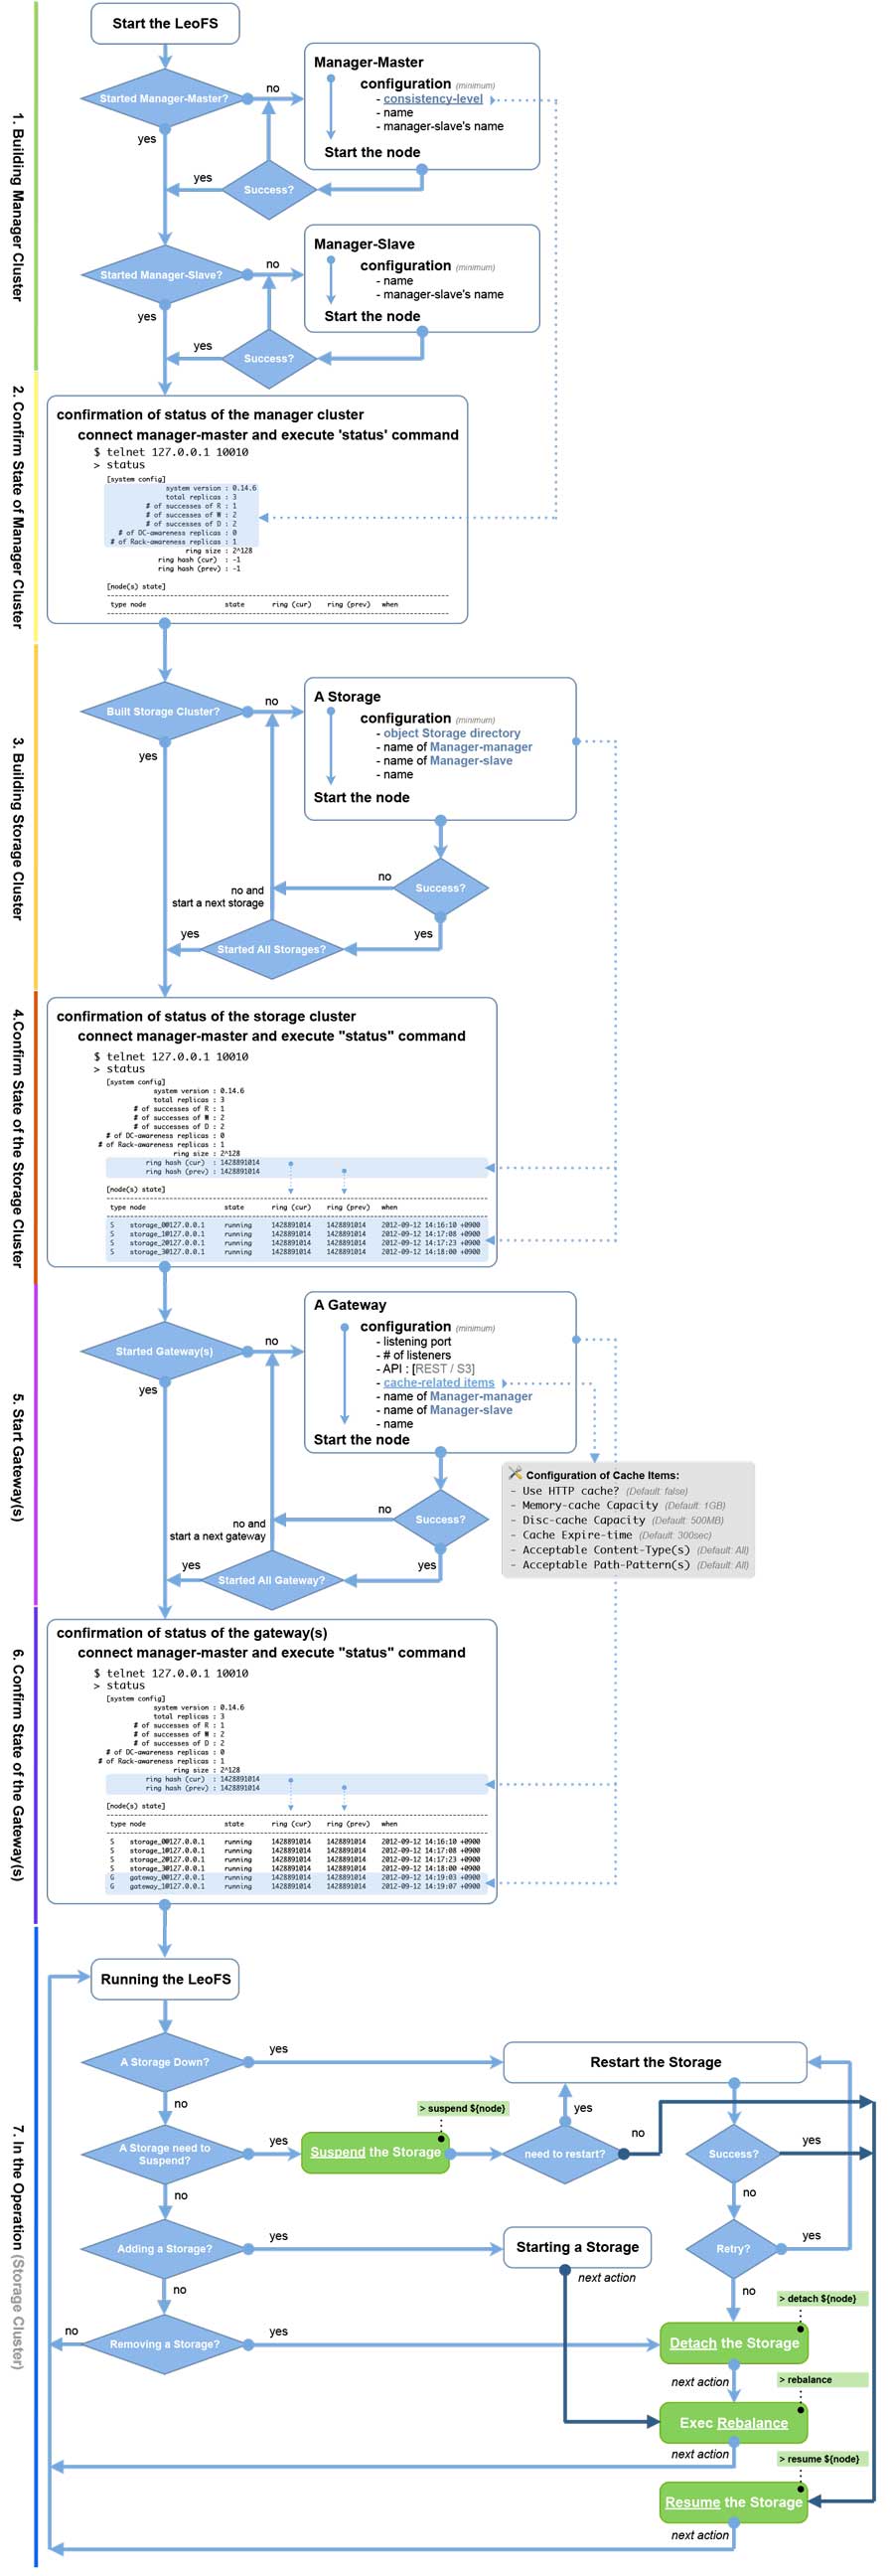 Start the LeoFS
1. Building Manager Cluster
Started Manager-Master?
no
yes
Manager-Master
configuration (minimum)
- consistency-level
- name
- manager-slave's name
Start the node
Success?
yes
Started Manager-Slave?
no
yes
Manager-Slave
configuration (minimum)
- name
- manager-slave's name
Start the node
Success?
yes
2. Confirm State of Manager Cluster
confirmation of status of the manager cluster
connect manager-master and execute 'status' command
$ telnet 127.0.0.1 10010
> status
[system config]
system version : 0.14.6
total replicas : 3
# of successes of R : 1
# of successes of W : 2
# of successes of D : 2
# of DC-awareness replicas : 0
# of Rack-awareness replicas : 1
ring size : 2^128
ring hash (cur) : -1
ring hash (prev) : -1
[node(s) state]
type node state ring (cur) ring (prev) when
3. Building Storage Cluster
Built Storage Cluster?
no
yes
A Storage
configuration (minimum)
- object Storage directory
- name of Manager-manager
- name of Manager-slave
- name
Start the node
Success?
no
yes
no and
start a next storage
Started All Storages?
yes
4.Confirm State of the Storage Cluster
confirmation of status of the storage cluster
connect manager-master and execute "status" command
$ telnet 127.0.0.1 10010
> status
[system config]
system version : 0.14.6
total replicas : 3
# of successes of R : 1
# of successes of W : 2
# of successes of D : 2
# of DC-awareness replicas : 0
# of Rack-awareness replicas : 1
ring size : 2^128
ring hash (cur) : 1428891014
ring hash (prev) : 1428891014
[node(s) state]
type node state ring (cur) ring (prev) when
S storage_0@127.0.0.1 running 1428891014 1428891014 2012-09-12 14:16:10 +0900
S storage_1@127.0.0.1 running 1428891014 1428891014 2012-09-12 14:17:08 +0900
S storage_2@127.0.0.1 running 1428891014 1428891014 2012-09-12 14:17:23 +0900
S storage_3@127.0.0.1 running 1428891014 1428891014 2012-09-12 14:18:00 +0900
5. Start Gateway(s)
Started Gateway(s)
no
yes
A Gateway
configuration (minimum)
- listening port
- # of listeners
- API : [REST / S3]
- cache-related items
- name of Manager-manager
- name of Manager-slave
- name
Start the node
Configuration of Cache Items:
- Use HTTP cache? (Default: false)
- Memory-cache Capacity (Default: 1GB)
- Disc-cache Capacity (Default: 500MB)
- Cache Expire-time (Default: 300sec)
- Acceptable Content-Type(s) (Default: All)
- Acceptable Path-Pattern(s) (Default: All)
Success?
no
yes
no and
start a next gateway
Started All Gateway?
yes
6. Confirm State of the Gateway(s)
confirmation of status of the gateway(s)
connect manager-master and execute "status" command
$ telnet 127.0.0.1 10010
> status
[system config]
system version : 0.14.6
total replicas : 3
# of successes of R : 1
# of successes of W : 2
# of successes of D : 2
# of DC-awareness replicas : 0
# of Rack-awareness replicas : 1
ring size : 2^128
ring hash (cur) : 1428891014
ring hash (prev) : 1428891014
[node(s) state]
type node state ring (cur) ring (prev) when
S storage_0@127.0.0.1 running 1428891014 1428891014 2012-09-12 14:16:10 +0900
S storage_1@127.0.0.1 running 1428891014 1428891014 2012-09-12 14:17:08 +0900
S storage_2@127.0.0.1 running 1428891014 1428891014 2012-09-12 14:17:23 +0900
S storage_3@127.0.0.1 running 1428891014 1428891014 2012-09-12 14:18:00 +0900
G gateway_0@127.0.0.1 running 1428891014 1428891014 2012-09-12 14:19:03 +0900
G gateway_1@127.0.0.1 running 1428891014 1428891014 2012-09-12 14:19:07 +0900
7. In the Operation (Storage Cluster)
Running the LeoFS
A Storage Down?
yes
no
Restart the Storage
A Storage need to
Suspend?
yes
no
> suspend ${node}
Suspend the Storage
need to restart?
yes
no
Success?
yes
no
Adding a Storage?
yes
no
Starting a Storage
next action
Retry?
yes
no
Removing a Storage?
no
yes
> detach ${node}
Detach the Storage
next action
> rebalance
Exec Rebalance
next action
> resume ${node}
Resume the Storage
next action